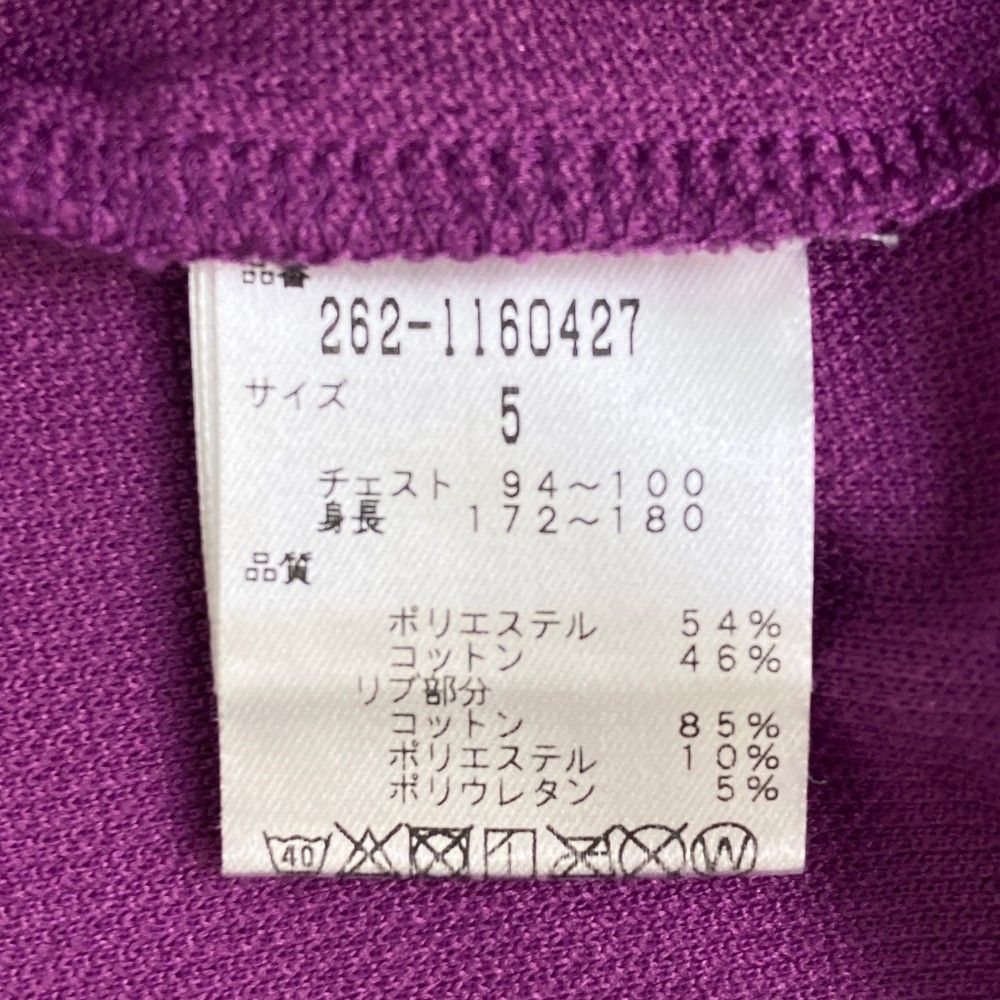 品番
262-1160427
サイズ 5
チェスト 94～100
身長 172～180
品質
ポリエステル 54%
コットン 46%
リブ部分
コットン 85%
ポリエステル 10%
ポリウレタン 5%
40 W